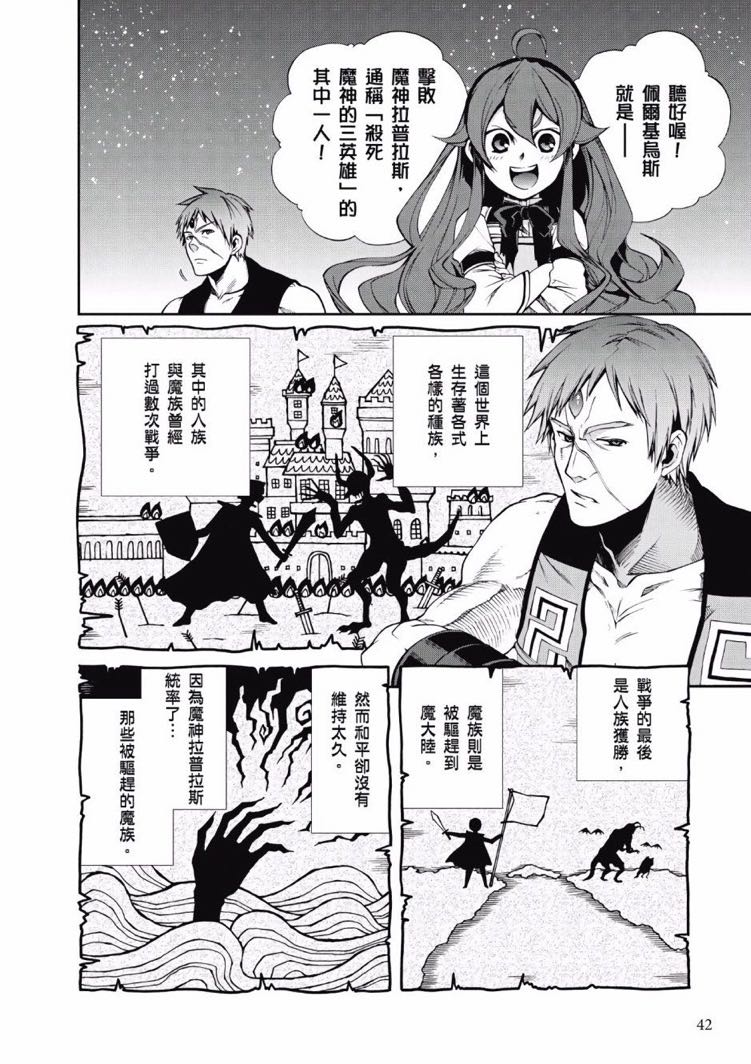 聽好喔！
佩爾基烏斯
就是——
擊敗
魔神拉普拉斯，
通稱「殺死
魔神的三英雄」的
其中一人！
這個世界上
生存著各式
各樣的種族，
其中的人族
與魔族曾經
打過數次戰爭。
戰爭的最後
是人族獲勝，
魔族則是
被驅趕到
魔大陸。
然而和平卻沒有
維持太久。
因為魔神拉普拉斯
統率了…
那些被驅趕的魔族。
42